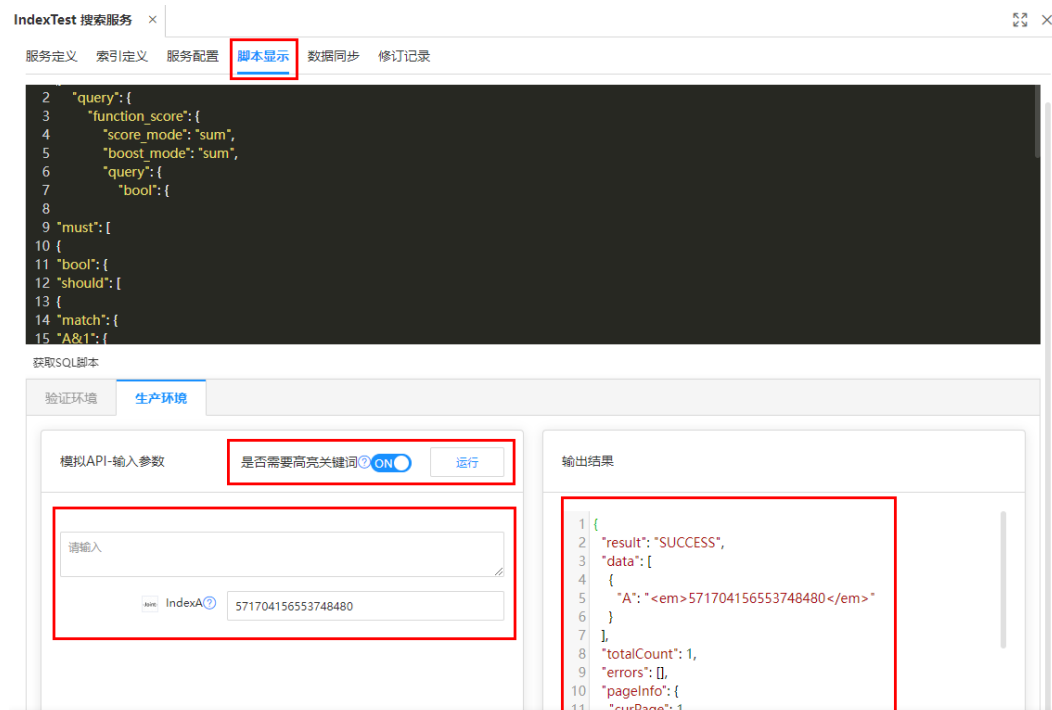 IndexTest 搜索服务 ×
服务定义 索引定义 服务配置 脚本显示 数据同步 修订记录
2 "query": {
3 "function_score": {
4 "score_mode": "sum",
5 "boost_mode": "sum",
6 "query": {
7 "bool": {
8
9 "must": [
10 {
11 "bool": {
12 "should": [
13 {
14 "match": {
15 "A&1": {
获取SQL脚本
验证环境 生产环境
模拟API-输入参数 是否需要高亮关键词? ON 运行
请输入
IndexA? 571704156553748480
输出结果
1 {
2 "result": "SUCCESS",
3 "data": [
4 {
5 "A": "<em>571704156553748480</em>"
6 }
7 ],
8 "totalCount": 1,
9 "errors": [],
10 "pageInfo": {
11 "curPage": 1